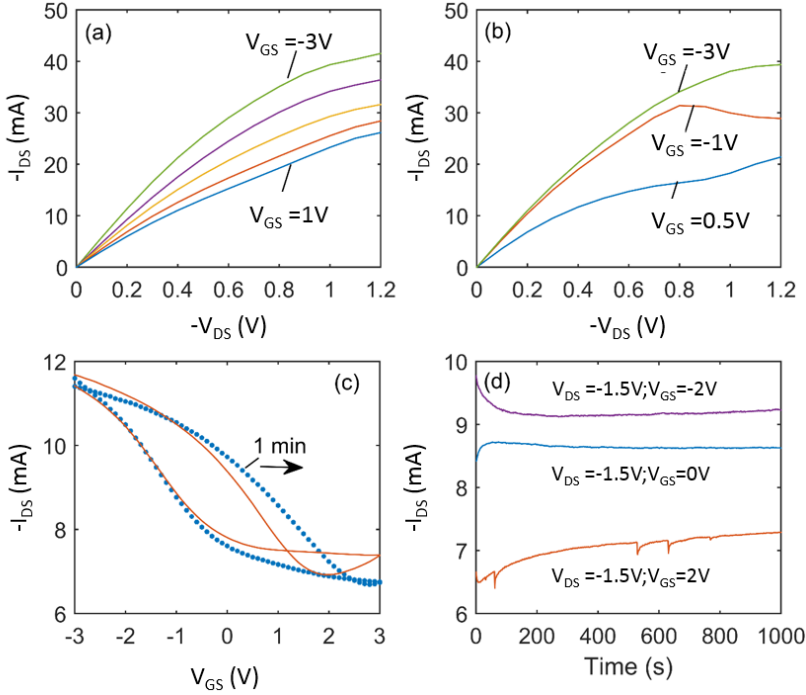 (a)
V_GS =-3V
V_GS =1V
-I_DS (mA)
50
40
30
20
10
0
0 0.2 0.4 0.6 0.8 1 1.2
-V_DS (V)
(b)
V_GS =-3V
-
V_GS =-1V
V_GS =0.5V
-I_DS (mA)
50
40
30
20
10
0
0 0.2 0.4 0.6 0.8 1 1.2
-V_DS (V)
(c)
1 min
-I_DS (mA)
12
10
8
6
-3 -2 -1 0 1 2 3
V_GS (V)
(d)
V_DS=-1.5V;V_GS=-2V
V_DS=-1.5V;V_GS=0V
V_DS=-1.5V;V_GS=2V
-I_DS (mA)
10
9
8
7
6
0 200 400 600 800 1000
Time (s)